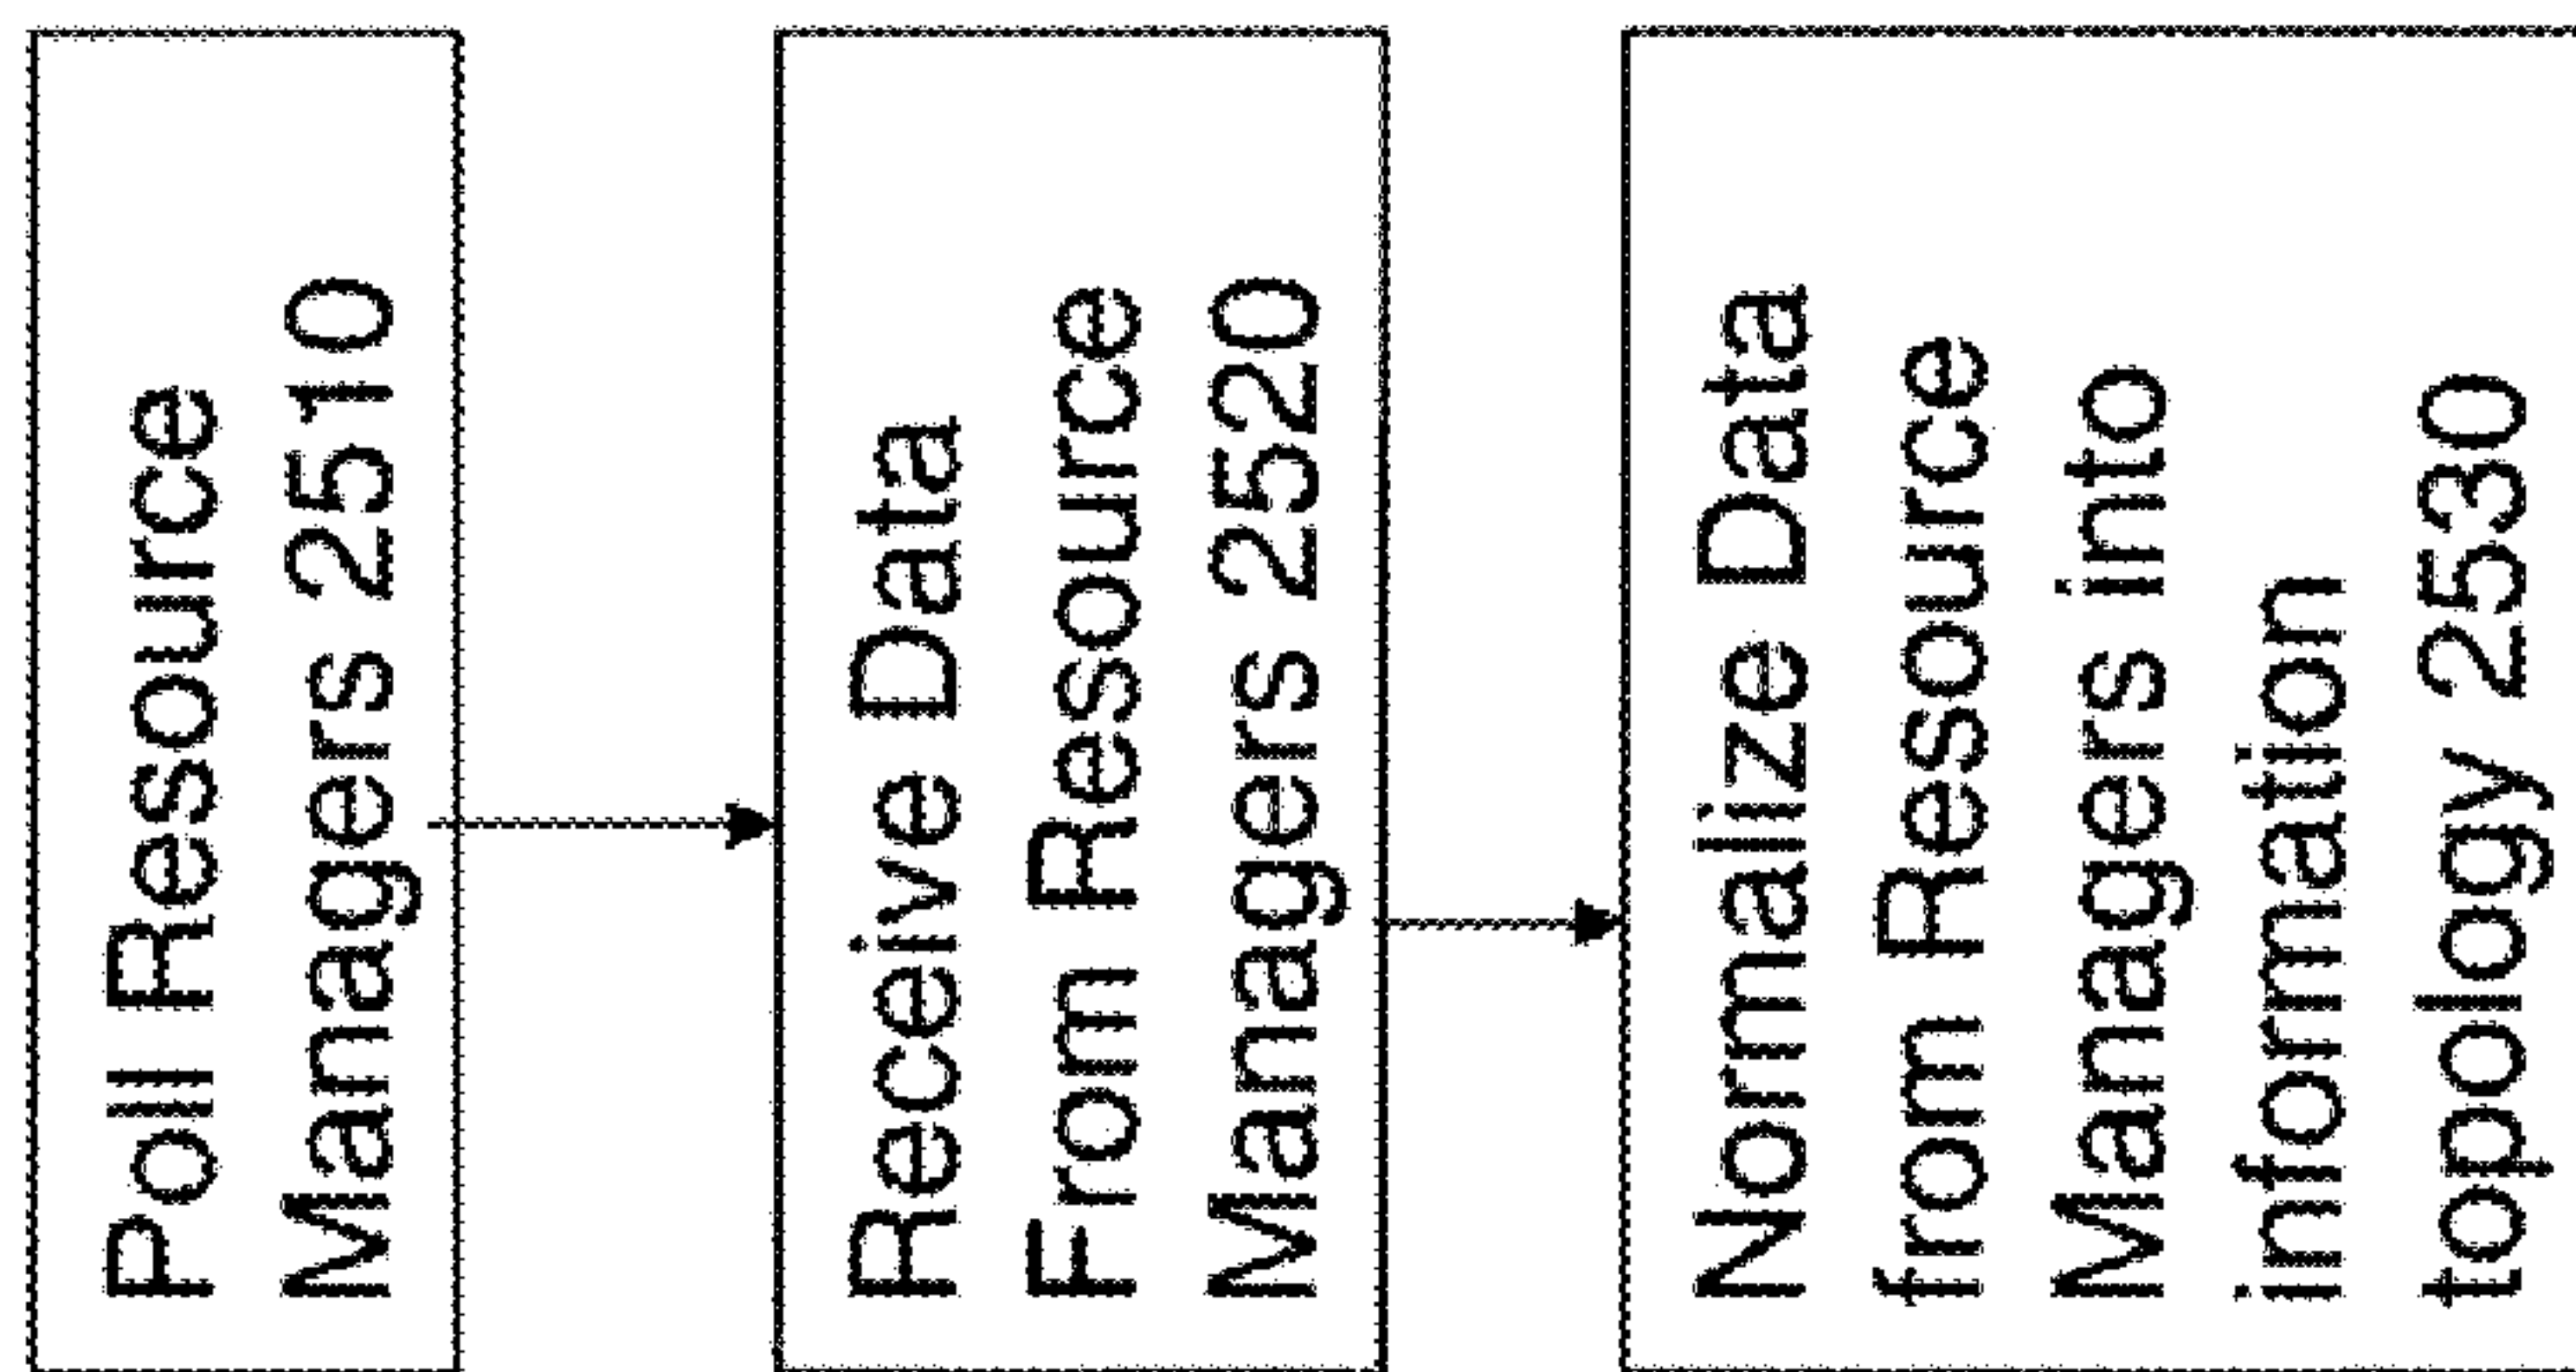 Poll Resource
Managers 2510
Receive Data
From Resource
Managers 2520
Normalize Data
from Resource
Managers into
information
topology 2530